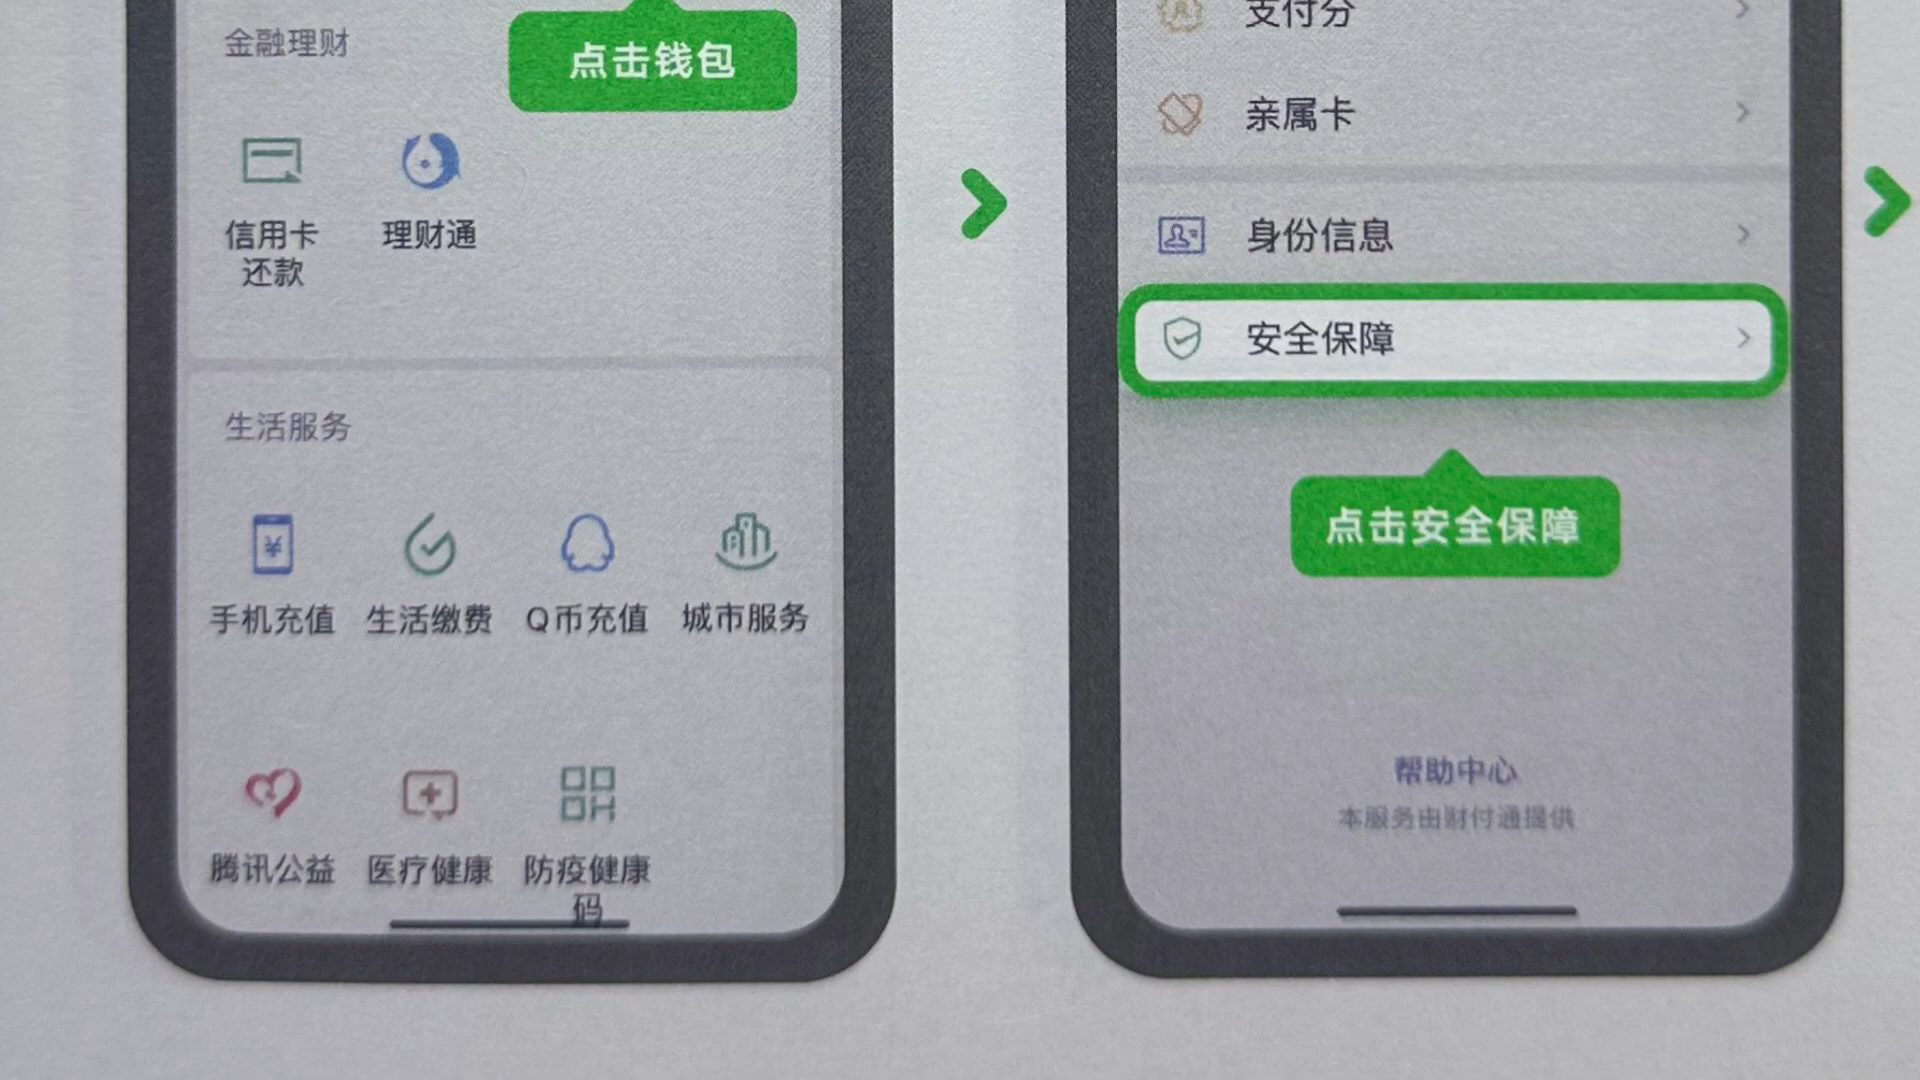 金融理财
点击钱包
信用卡
还款
理财通
生活服务
手机充值
生活缴费
Q币充值
城市服务
腾讯公益
医疗健康
防疫健康
码
支付分
亲属卡
身份信息
安全保障
点击安全保障
帮助中心
本服务由财付通提供